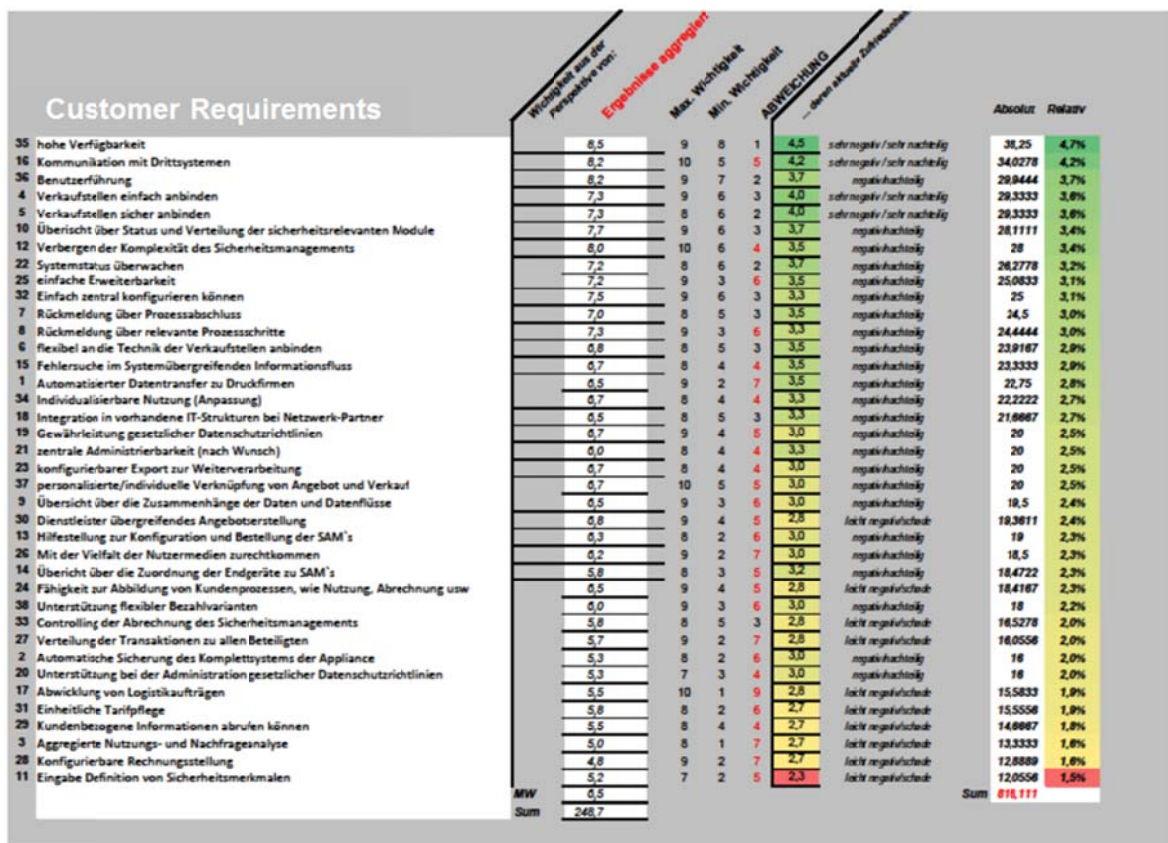 Customer Requirements
Wichtigkeit aus der Perspektive von:
Ergebnisse aggregiert
Max. Wichtigkeit
Min. Wichtigkeit
ABWEICHUNG
... deren aktuelle
Absolut Relativ
35 hohe Verfügbarkeit 8,5 9 8 1 4,5 sehr negativ / sehr nachteilig 38,25 4,7%
16 Kommunikation mit Drittsystemen 8,2 10 5 5 4,2 sehr negativ / sehr nachteilig 34,0278 4,2%
36 Benutzerführung 8,2 9 7 2 3,7 negativ/nachteilig 29,9444 3,7%
4 Verkaufstellen einfach anbinden 7,3 9 6 3 4,0 sehr negativ / sehr nachteilig 29,3333 3,6%
5 Verkaufstellen sicher anbinden 7,3 8 6 2 4,0 sehr negativ / sehr nachteilig 29,3333 3,6%
10 Überischt über Status und Verteilung der sicherheitsrelevanten Module 7,7 9 6 3 3,7 negativ/nachteilig 28,1111 3,4%
12 Verbergen der Komplexität des Sicherheitsmanagements 8,0 10 6 4 3,5 negativ/nachteilig 28 3,4%
22 Systemstatus überwachen 7,2 8 6 2 3,7 negativ/nachteilig 26,2778 3,2%
25 einfache Erweiterbarkeit 7,2 9 3 6 3,5 negativ/nachteilig 25,0833 3,1%
32 Einfach zentral konfigurieren können 7,5 9 6 3 3,3 negativ/nachteilig 25 3,1%
7 Rückmeldung über Prozessabschluss 7,0 8 5 3 3,5 negativ/nachteilig 24,5 3,0%
8 Rückmeldung über relevante Prozessschritte 7,3 9 3 6 3,3 negativ/nachteilig 24,4444 3,0%
6 flexibel an die Technik der Verkaufstellen anbinden 6,8 8 5 3 3,5 negativ/nachteilig 23,9167 2,9%
15 Fehlersuche im Systemübergreifenden Informationsfluss 6,7 8 4 4 3,5 negativ/nachteilig 23,3333 2,9%
1 Automatisierter Datentransfer zu Druckfirmen 6,5 9 2 7 3,5 negativ/nachteilig 22,75 2,8%
34 Individualisierbare Nutzung (Anpassung) 6,7 8 4 4 3,3 negativ/nachteilig 22,2222 2,7%
18 Integration in vorhandene IT-Strukturen bei Netzwerk-Partner 6,5 8 5 3 3,3 negativ/nachteilig 21,6667 2,7%
19 Gewährleistung gesetzlicher Datenschutzrichtlinien 6,7 9 4 5 3,0 negativ/nachteilig 20 2,5%
21 zentrale Administrierbarkeit (nach Wunsch) 6,0 8 4 4 3,3 negativ/nachteilig 20 2,5%
23 konfigurierbarer Export zur Weiterverarbeitung 6,7 8 4 4 3,0 negativ/nachteilig 20 2,5%
37 personalisierte/individuelle Verknüpfung von Angebot und Verkauf 6,7 10 5 5 3,0 negativ/nachteilig 20 2,5%
9 Übersicht über die Zusammenhänge der Daten und Datenflüsse 6,5 9 3 6 3,0 negativ/nachteilig 19,5 2,4%
30 Dienstleister übergreifendes Angebotserstellung 6,8 9 4 5 2,8 leicht negativ/schade 19,3611 2,4%
13 Hilfestellung zur Konfiguration und Bestellung der SAM`s 6,3 8 2 6 3,0 negativ/nachteilig 19 2,3%
26 Mit der Vielfalt der Nutzermedien zurechtkommen 6,2 9 2 7 3,0 negativ/nachteilig 18,5 2,3%
14 Übericht über die Zuordnung der Endgeräte zu SAM`s 5,8 8 3 5 3,2 negativ/nachteilig 18,4722 2,3%
24 Fähigkeit zur Abbildung von Kundenprozessen, wie Nutzung, Abrechnung usw 6,5 9 4 5 2,8 leicht negativ/schade 18,4167 2,3%
38 Unterstützung flexibler Bezahlvarianten 6,0 9 3 6 3,0 negativ/nachteilig 18 2,2%
33 Controlling der Abrechnung des Sicherheitsmanagements 5,8 8 5 3 2,8 leicht negativ/schade 16,5278 2,0%
27 Verteilung der Transaktionen zu allen Beteiligten 5,7 9 2 7 2,8 leicht negativ/schade 16,0556 2,0%
2 Automatische Sicherung des Komplettsystems der Appliance 5,3 8 2 6 3,0 negativ/nachteilig 16 2,0%
20 Unterstützung bei der Administration gesetzlicher Datenschutzrichtlinien 5,3 7 3 4 3,0 negativ/nachteilig 16 2,0%
17 Abwicklung von Logistikaufträgen 5,5 10 1 9 2,8 leicht negativ/schade 15,5833 1,9%
31 Einheitliche Tarifpflege 5,8 8 2 6 2,7 leicht negativ/schade 15,5556 1,9%
29 Kundenbezogene Informationen abrufen können 5,5 8 4 4 2,7 leicht negativ/schade 14,6667 1,8%
3 Aggregierte Nutzungs- und Nachfrageanalyse 5,0 8 1 7 2,7 leicht negativ/schade 13,3333 1,6%
28 Konfigurierbare Rechnungsstellung 4,8 9 2 7 2,7 leicht negativ/schade 12,8889 1,6%
11 Eingabe Definition von Sicherheitsmerkmalen 5,2 7 2 5 2,3 leicht negativ/schade 12,0556 1,5%
MW 6,5 Sum 816,111
Sum 248,7